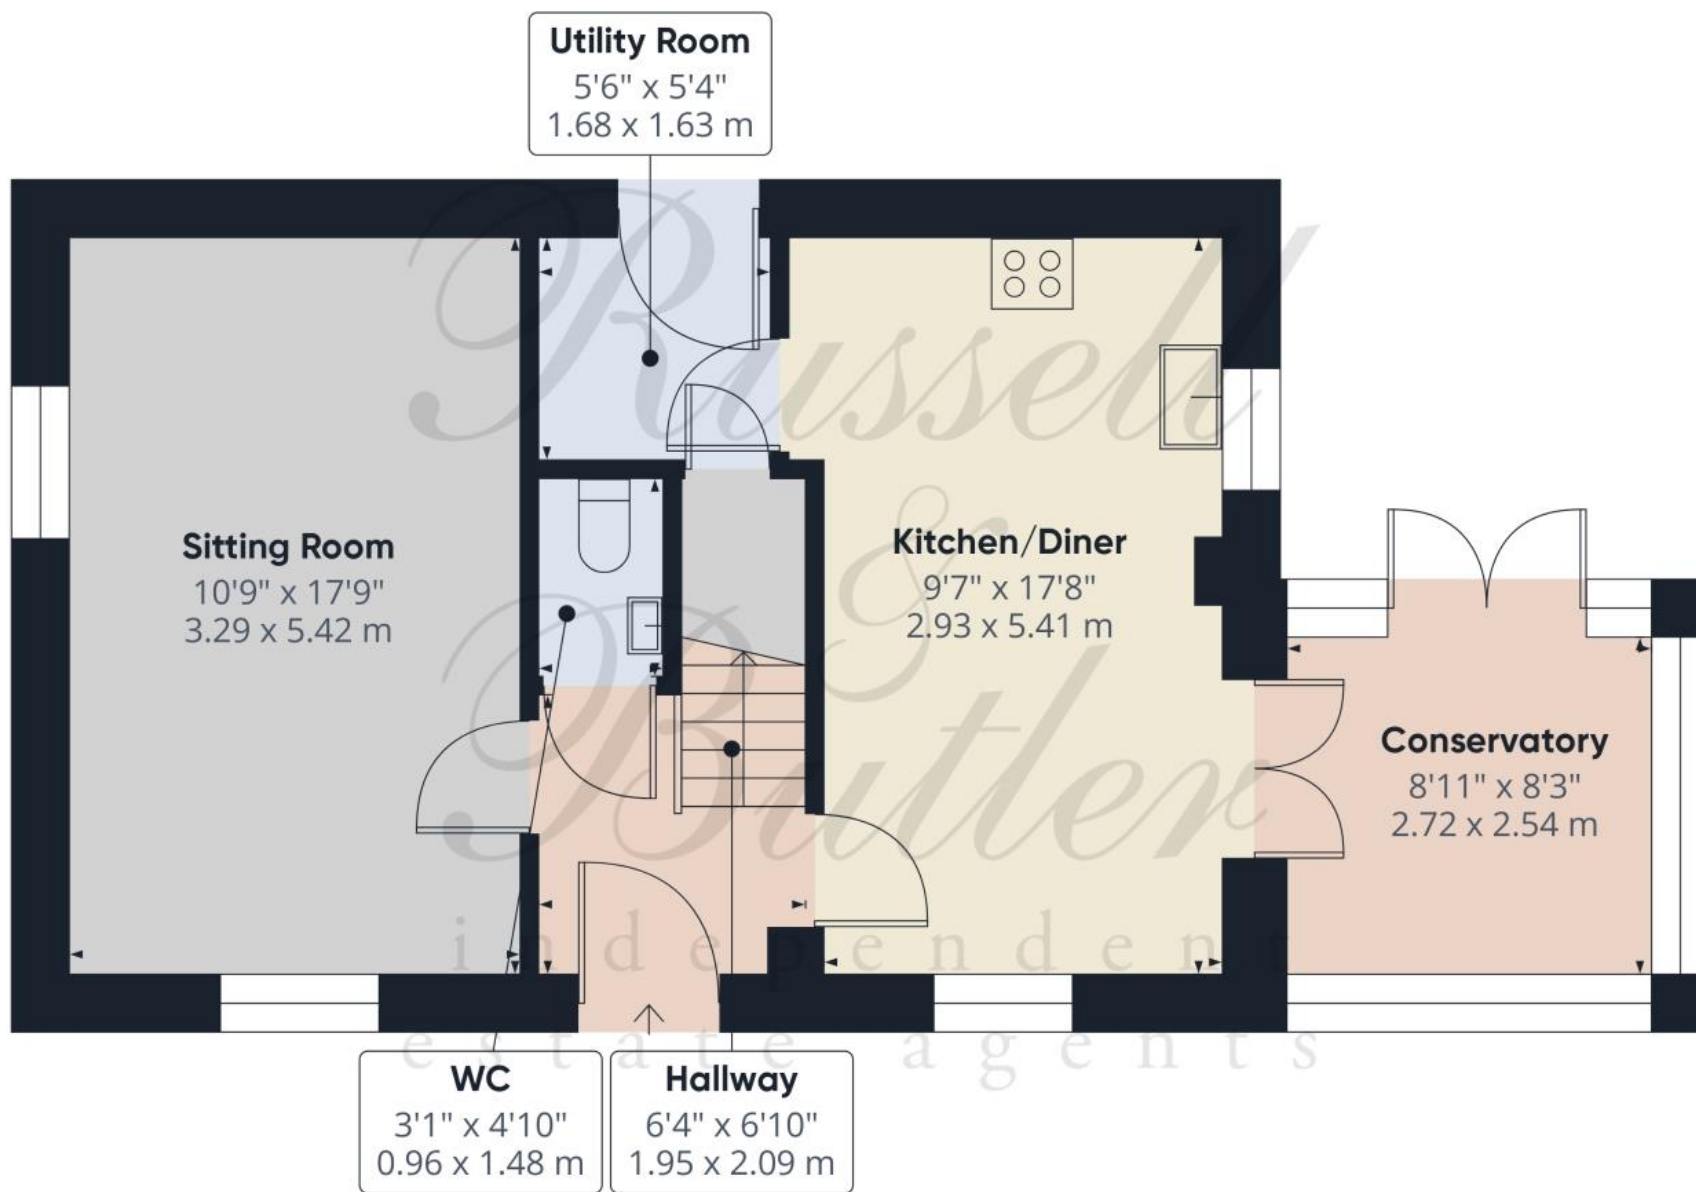 Utility Room
5'6" x 5'4"
1.68 x 1.63 m
Sitting Room
10'9" x 17'9"
3.29 x 5.42 m
Kitchen/Diner
9'7" x 17'8"
2.93 x 5.41 m
Conservatory
8'11" x 8'3"
2.72 x 2.54 m
WC
3'1" x 4'10"
0.96 x 1.48 m
Hallway
6'4" x 6'10"
1.95 x 2.09 m
Russell
&
Butler
independent
estate agents